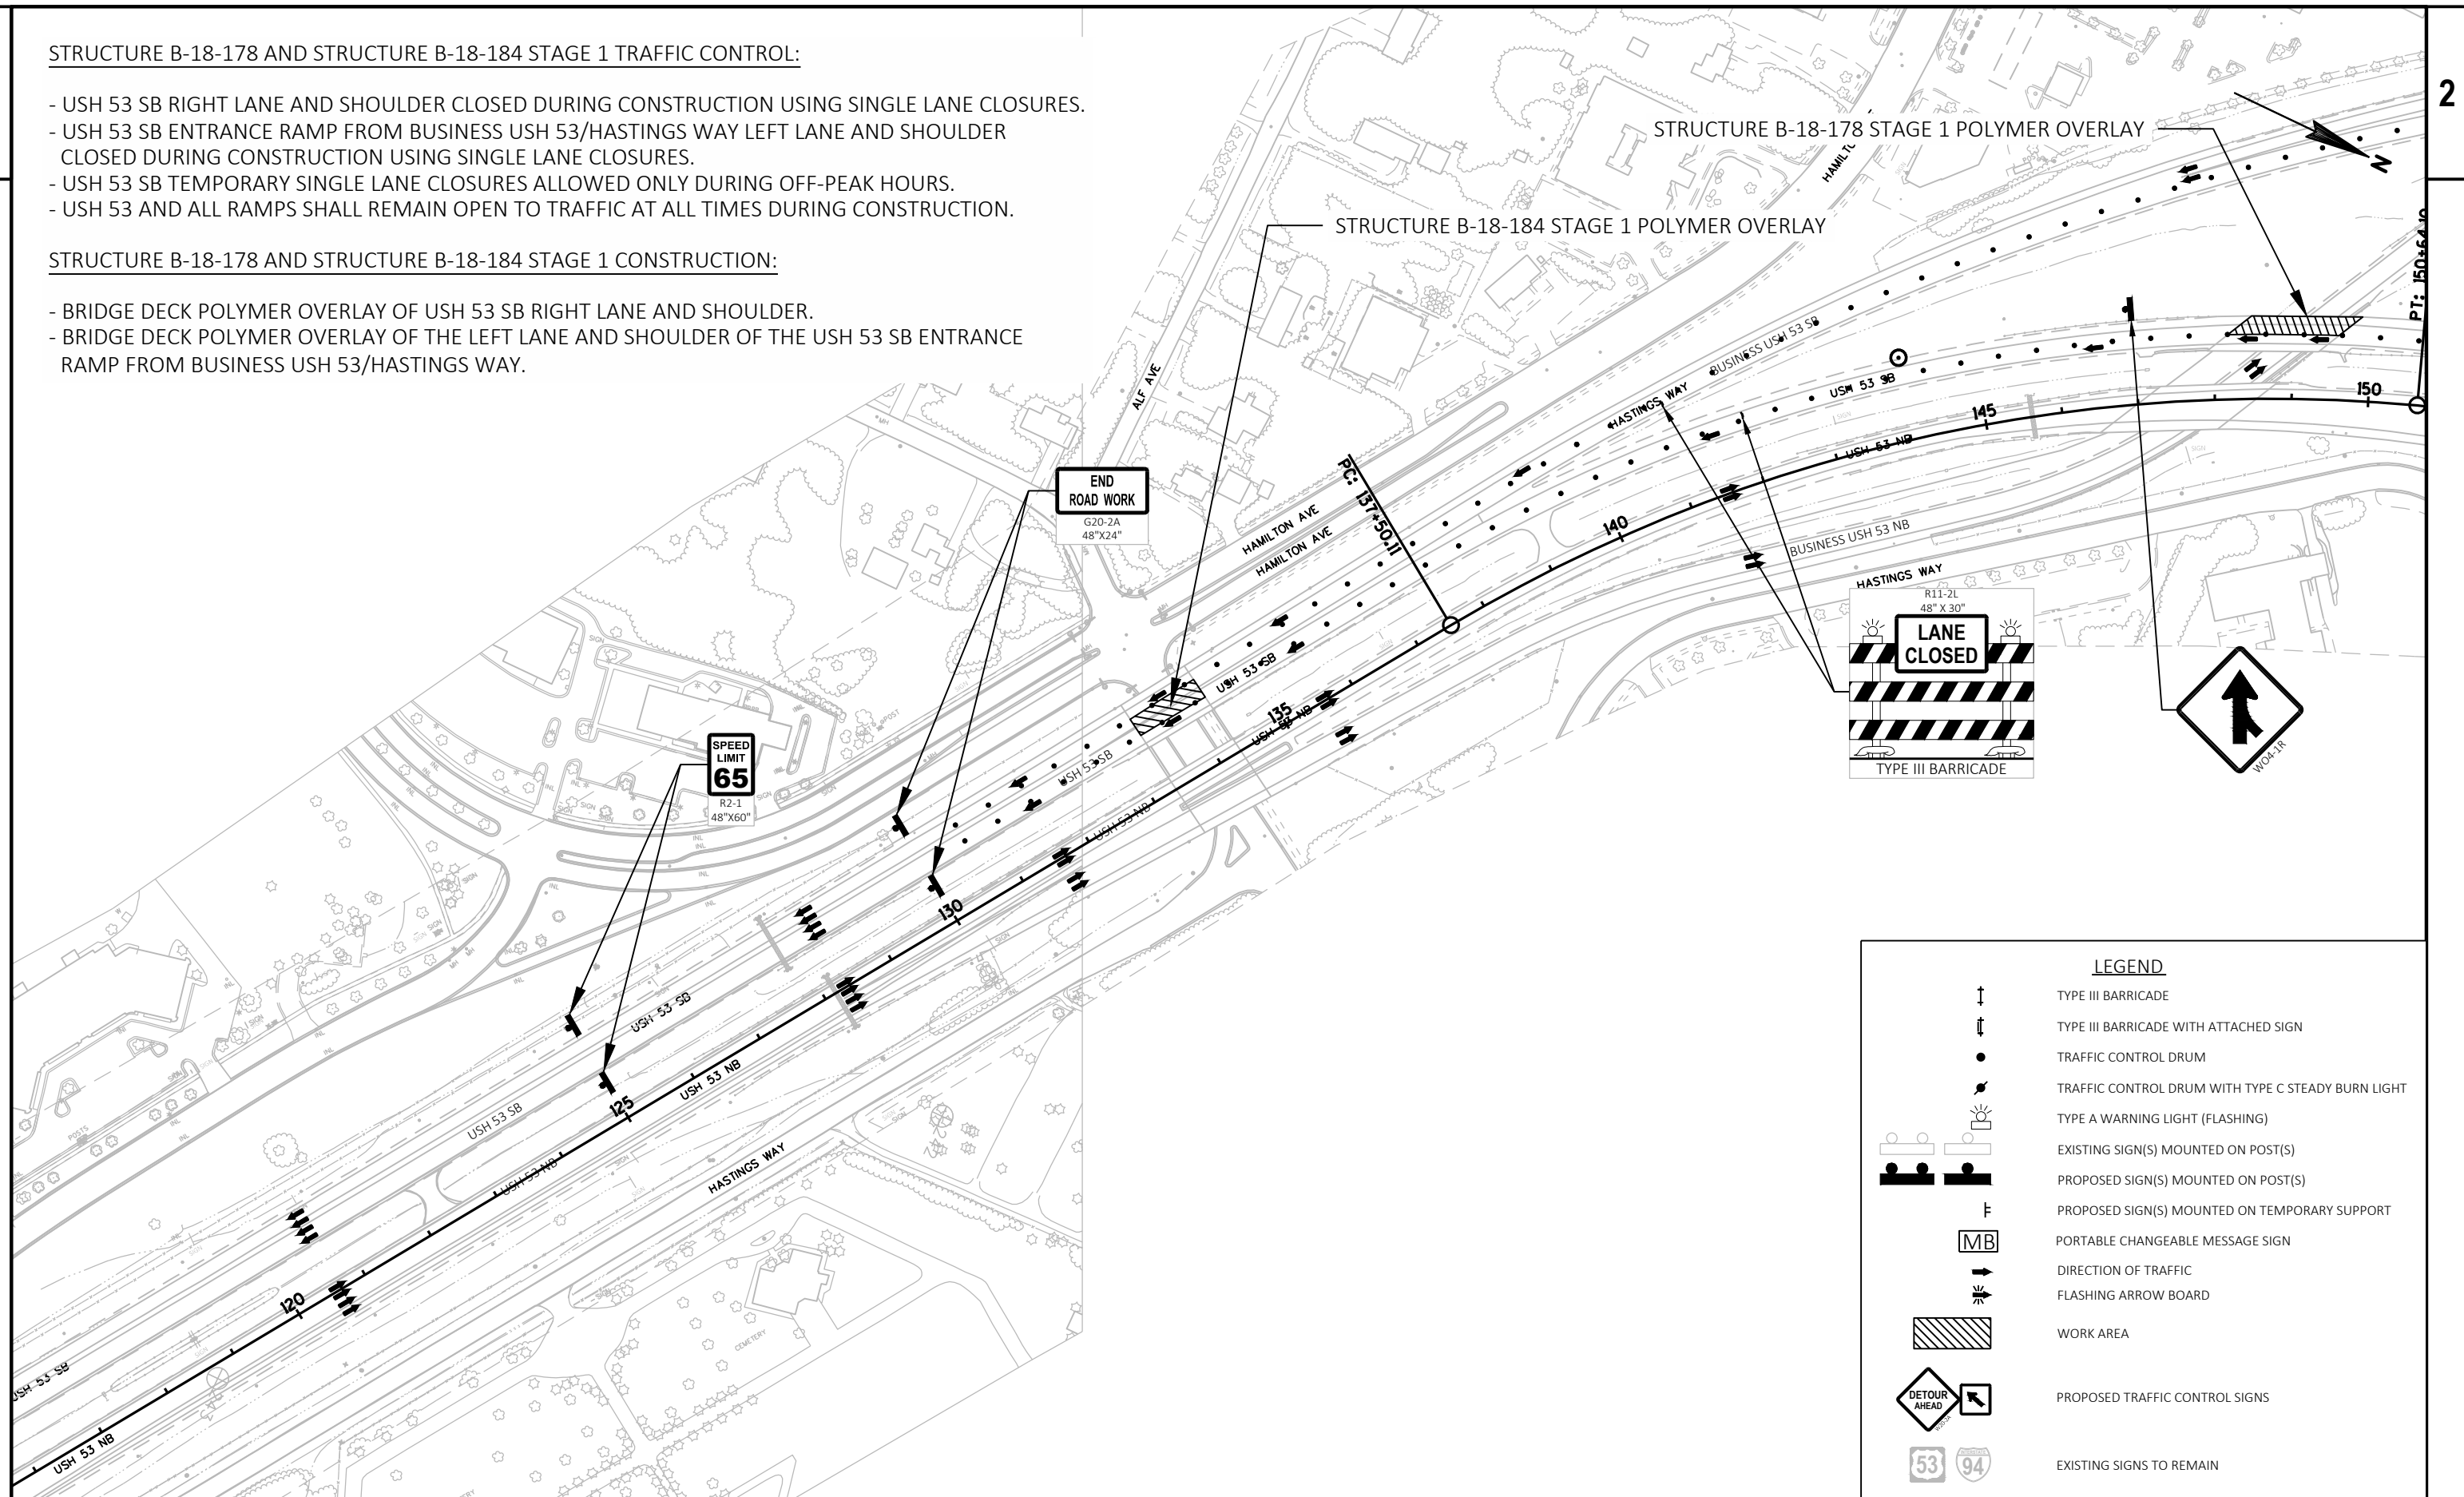 STRUCTURE B-18-178 AND STRUCTURE B-18-184 STAGE 1 TRAFFIC CONTROL:
- USH 53 SB RIGHT LANE AND SHOULDER CLOSED DURING CONSTRUCTION USING SINGLE LANE CLOSURES.
- USH 53 SB ENTRANCE RAMP FROM BUSINESS USH 53/HASTINGS WAY LEFT LANE AND SHOULDER
CLOSED DURING CONSTRUCTION USING SINGLE LANE CLOSURES.
- USH 53 SB TEMPORARY SINGLE LANE CLOSURES ALLOWED ONLY DURING OFF-PEAK HOURS.
- USH 53 AND ALL RAMPS SHALL REMAIN OPEN TO TRAFFIC AT ALL TIMES DURING CONSTRUCTION.
STRUCTURE B-18-178 AND STRUCTURE B-18-184 STAGE 1 CONSTRUCTION:
- BRIDGE DECK POLYMER OVERLAY OF USH 53 SB RIGHT LANE AND SHOULDER.
- BRIDGE DECK POLYMER OVERLAY OF THE LEFT LANE AND SHOULDER OF THE USH 53 SB ENTRANCE
RAMP FROM BUSINESS USH 53/HASTINGS WAY.
2
STRUCTURE B-18-178 STAGE 1 POLYMER OVERLAY
STRUCTURE B-18-184 STAGE 1 POLYMER OVERLAY
N
PT: 150+64.19
ALF AVE
BUSINESS USH 53 SB
HASTINGS WAY
USH 53 SB
150
145
USH 53 NB
PC: 137+50.11
140
BUSINESS USH 53 NB
HASTINGS WAY
HAMILTON AVE
HAMILTON AVE
END
ROAD WORK
G20-2A
48"X24"
R11-2L
48" X 30"
LANE
CLOSED
TYPE III BARRICADE
W04-1R
USH 53 SB
135
USH 53 NB
USH 53 SB
USH 53 NB
SPEED
LIMIT
65
R2-1
48"X60"
130
USH 53 SB
USH 53 NB
125
USH 53 SB
USH 53 NB
HASTINGS WAY
CEMETERY
POSTS
120
USH 53 SB
USH 53 NB
LEGEND
TYPE III BARRICADE
TYPE III BARRICADE WITH ATTACHED SIGN
TRAFFIC CONTROL DRUM
TRAFFIC CONTROL DRUM WITH TYPE C STEADY BURN LIGHT
TYPE A WARNING LIGHT (FLASHING)
EXISTING SIGN(S) MOUNTED ON POST(S)
PROPOSED SIGN(S) MOUNTED ON POST(S)
PROPOSED SIGN(S) MOUNTED ON TEMPORARY SUPPORT
MB PORTABLE CHANGEABLE MESSAGE SIGN
DIRECTION OF TRAFFIC
FLASHING ARROW BOARD
WORK AREA
DETOUR
AHEAD
PROPOSED TRAFFIC CONTROL SIGNS
53 94 EXISTING SIGNS TO REMAIN